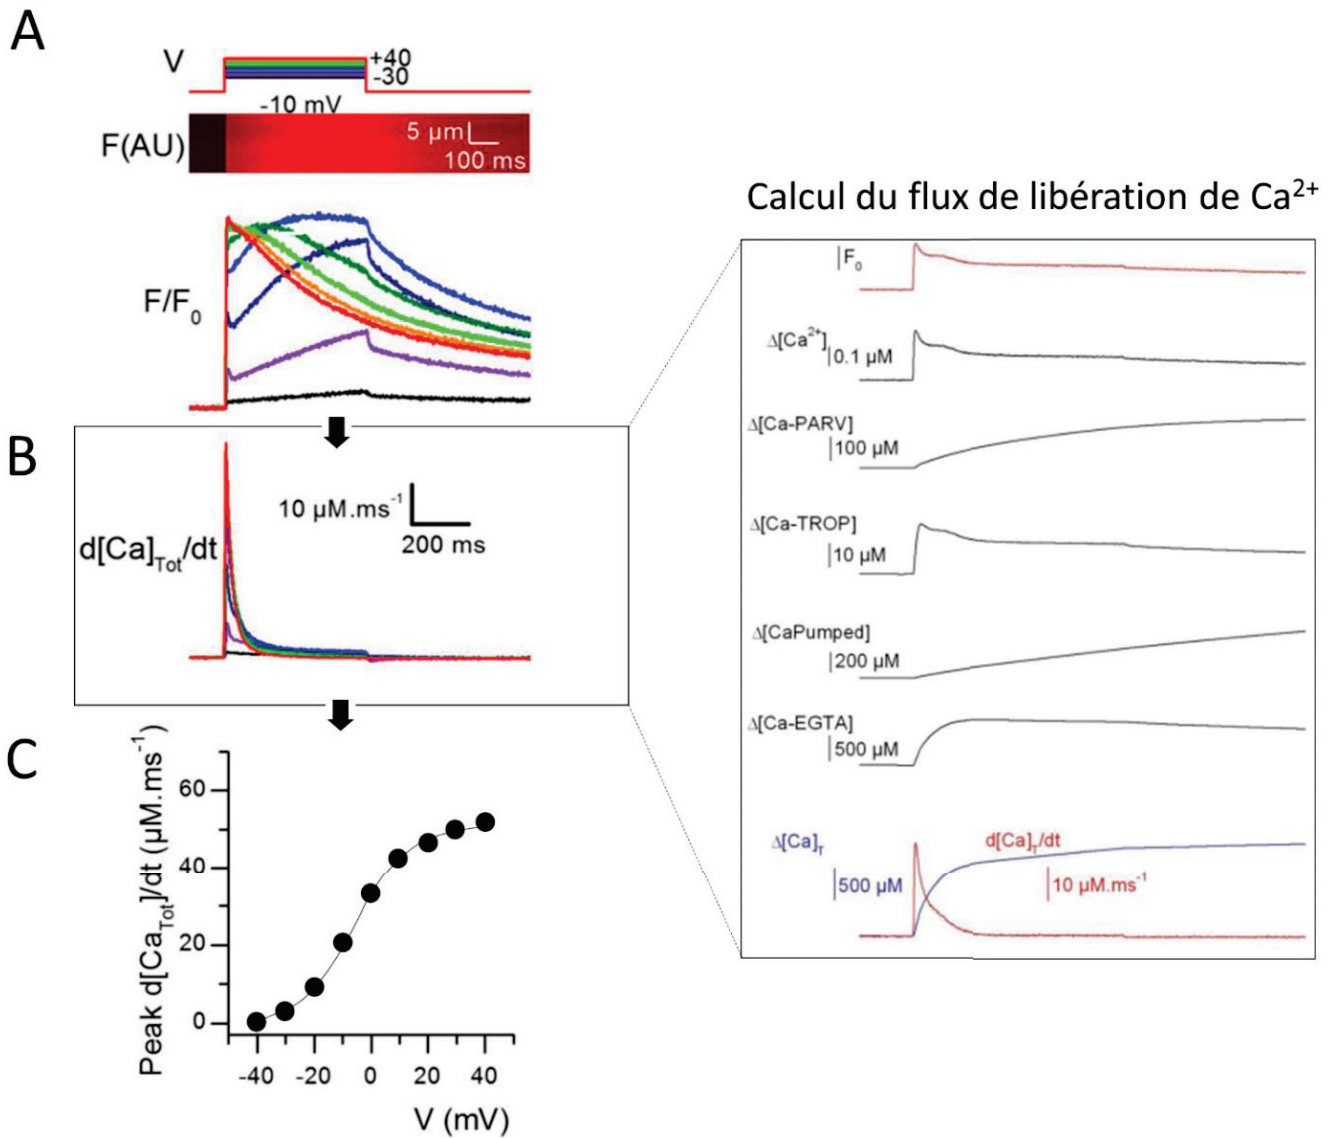 A
V
+40
-30
-10 mV
F(AU)
5 µm
100 ms
F/F0
B
d[Ca]Tot/dt
10 µM.ms-1
200 ms
C
Peak d[CaTot]/dt (µM.ms-1)
60
40
20
0
-40 -20 0 20 40
V (mV)
Calcul du flux de libération de Ca2+
F0
Δ[Ca2+]
0.1 µM
Δ[Ca-PARV]
100 µM
Δ[Ca-TROP]
10 µM
Δ[CaPumped]
200 µM
Δ[Ca-EGTA]
500 µM
Δ[Ca]T
d[Ca]T/dt
500 µM
10 µM.ms-1